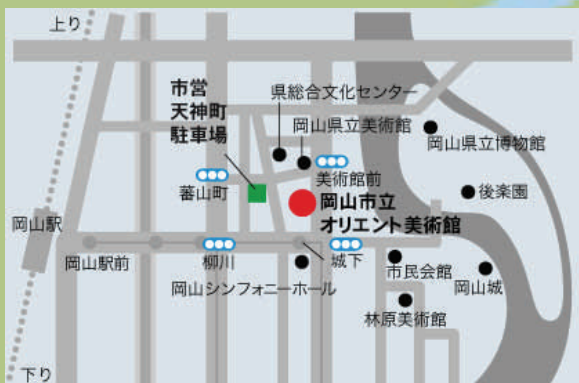 上り
市営
天神町
駐車場
県総合文化センター
岡山県立美術館
岡山県立博物館
蕃山町
美術館前
後楽園
岡山市立
オリエント美術館
岡山駅
岡山駅前
柳川
城下
市民会館
岡山城
岡山シンフォニーホール
林原美術館
下り